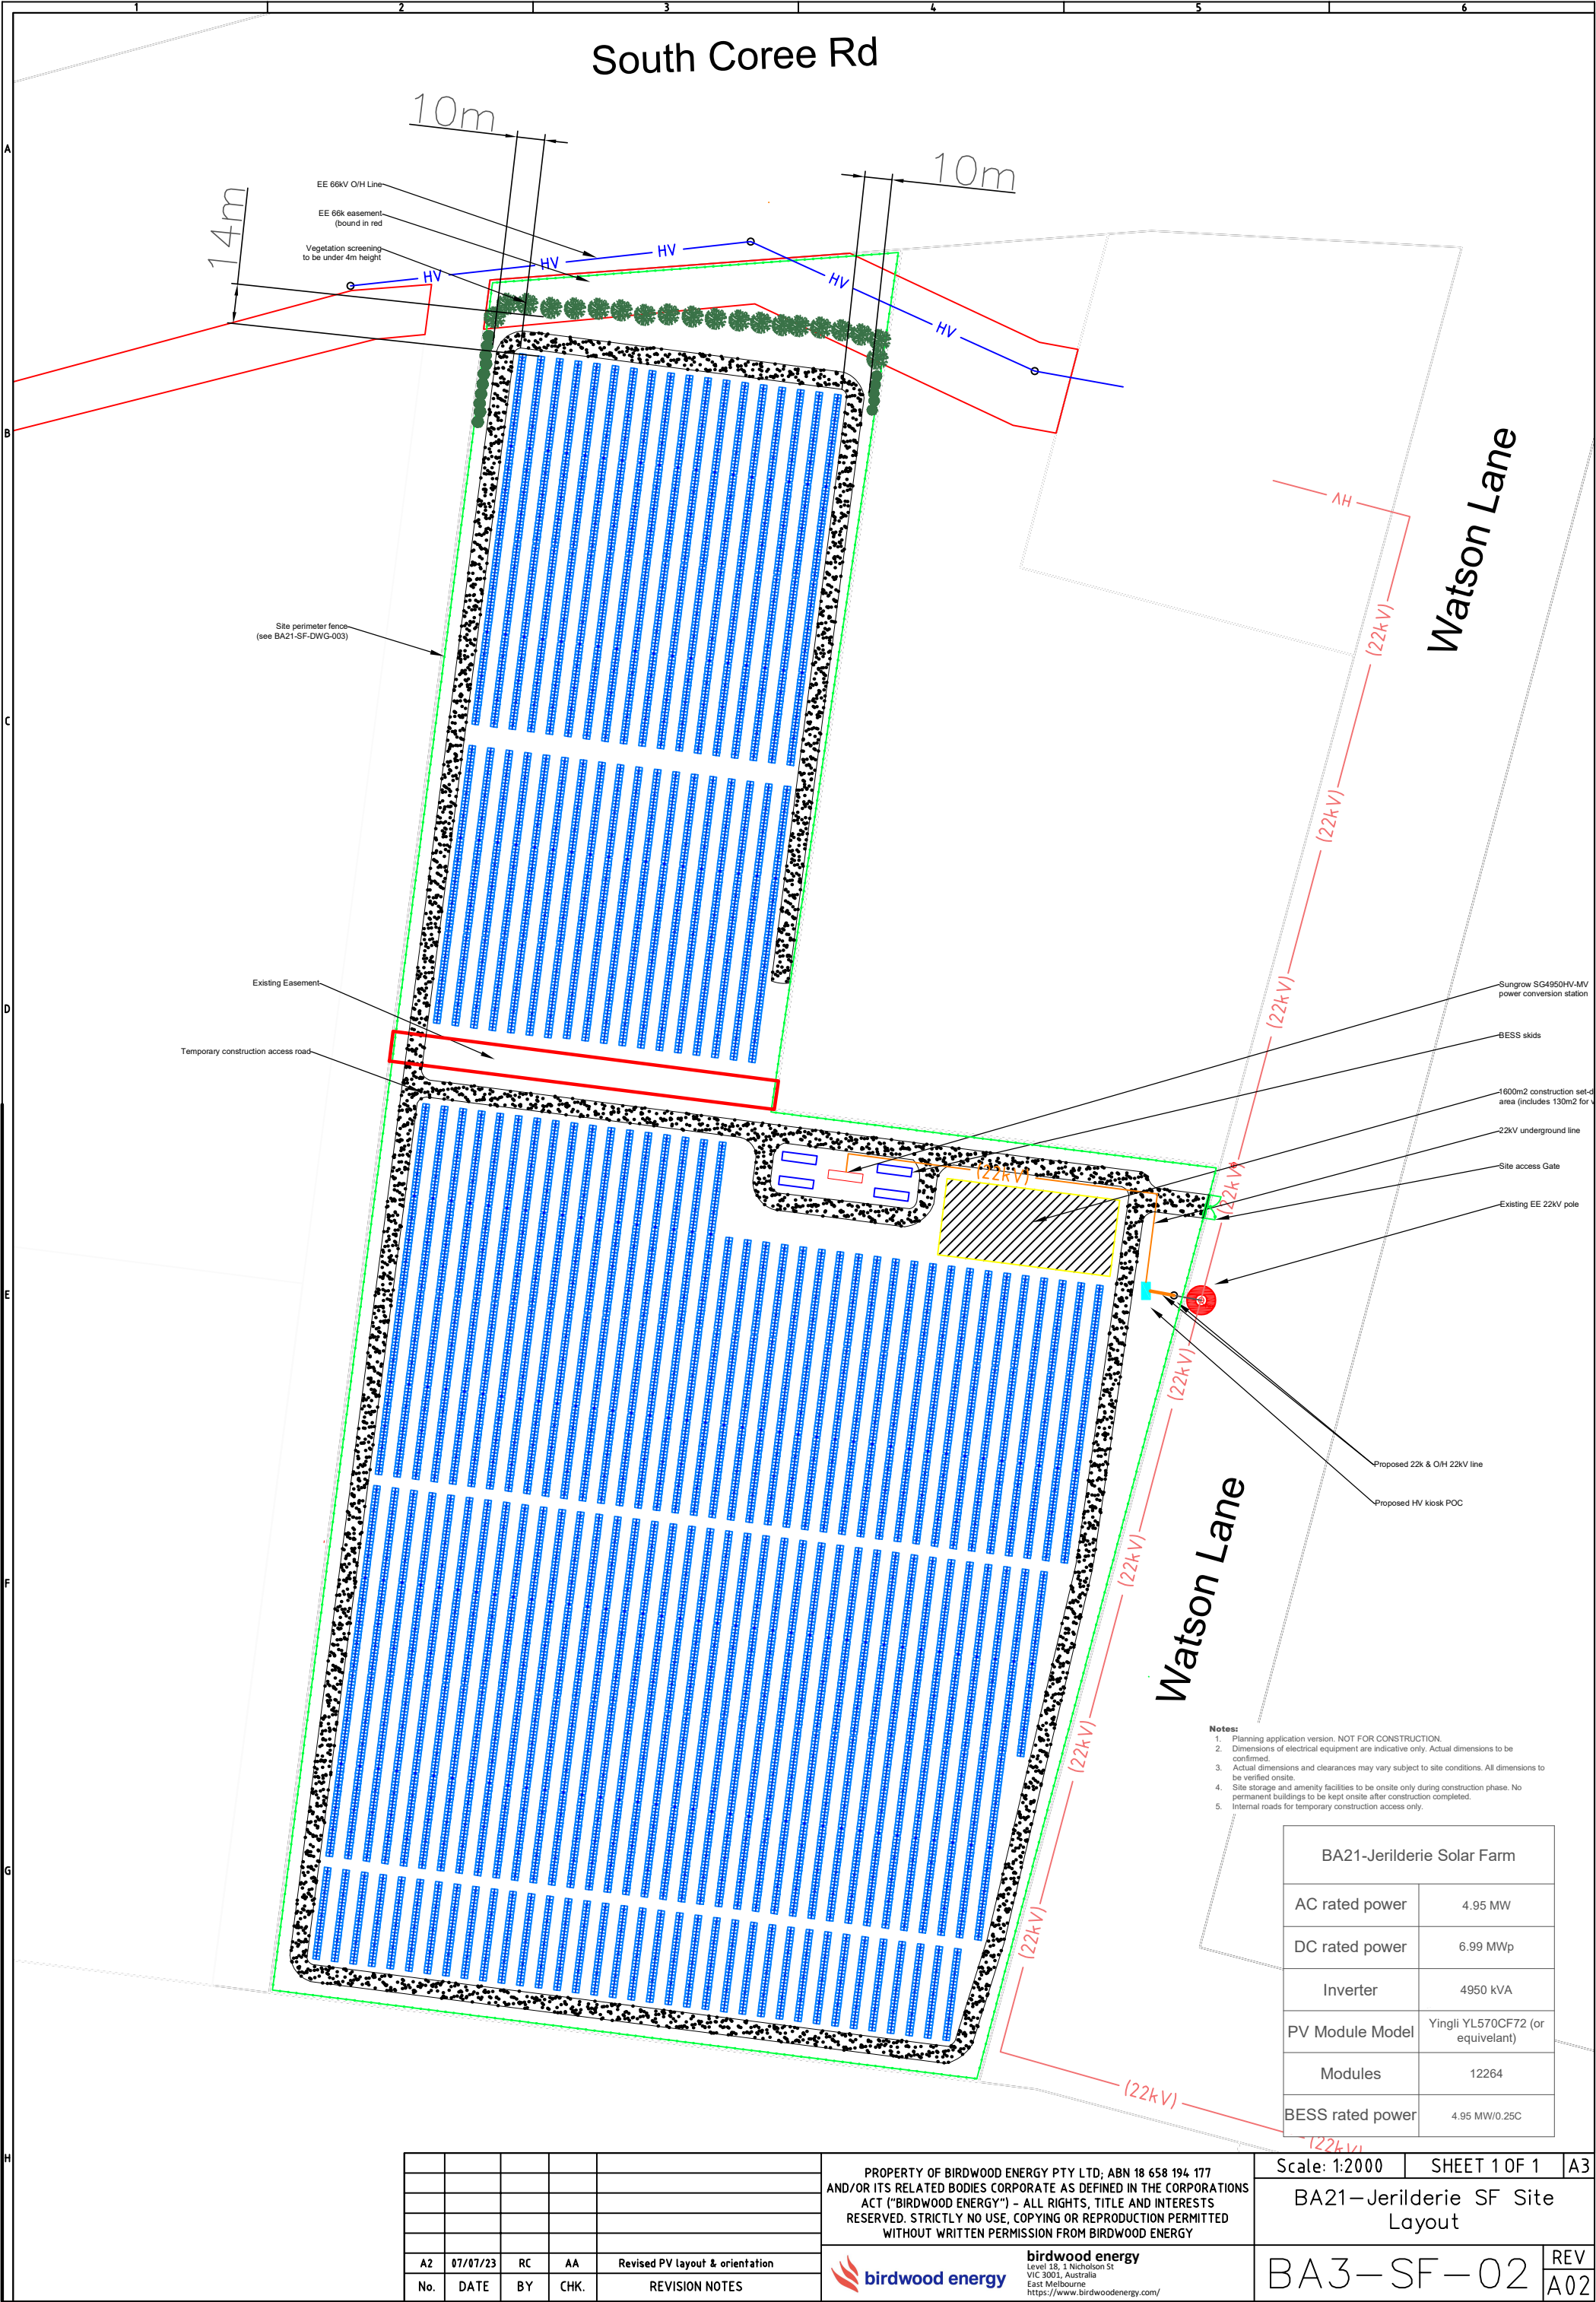 1 2 3 4 5 6
South Coree Rd
10m
10m
14m
A
EE 66kV O/H Line
EE 66k easement
(bound in red
Vegetation screening
to be under 4m height
HV
HV
HV
HV
HV
B
Watson Lane
HV
(22kV)
Site perimeter fence
(see BA21-SF-DWG-003)
C
(22kV)
Existing Easement
D
(22kV)
Sungrow SG4950HV-MV
power conversion station
BESS skids
Temporary construction access road
1600m2 construction set-d
area (includes 130m2 for
22kV underground line
Site access Gate
(22kV)
(22kV)
Existing EE 22kV pole
E
(22kV)
Proposed 22k & O/H 22kV line
Proposed HV kiosk POC
F
(22kV)
Watson Lane
(22kV)
Notes:
1. Planning application version. NOT FOR CONSTRUCTION.
2. Dimensions of electrical equipment are indicative only. Actual dimensions to be
confirmed.
3. Actual dimensions and clearances may vary subject to site conditions. All dimensions to
be verified onsite.
4. Site storage and amenity facilities to be onsite only during construction phase. No
permanent buildings to be kept onsite after construction completed.
5. Internal roads for temporary construction access only.
G
(22kV)
BA21-Jerilderie Solar Farm
AC rated power 4.95 MW
DC rated power 6.99 MWp
Inverter 4950 kVA
PV Module Model Yingli YL570CF72 (or
equivelant)
Modules 12264
BESS rated power 4.95 MW/0.25C
(22kV)
(22kV)
H
PROPERTY OF BIRDWOOD ENERGY PTY LTD; ABN 18 658 194 177
AND/OR ITS RELATED BODIES CORPORATE AS DEFINED IN THE CORPORATIONS
ACT ("BIRDWOOD ENERGY") - ALL RIGHTS, TITLE AND INTERESTS
RESERVED. STRICTLY NO USE, COPYING OR REPRODUCTION PERMITTED
WITHOUT WRITTEN PERMISSION FROM BIRDWOOD ENERGY
Scale: 1:2000 SHEET 1 OF 1 A3
BA21-Jerilderie SF Site
Layout
A2 07/07/23 RC AA Revised PV layout & orientation
No. DATE BY CHK. REVISION NOTES
birdwood energy
birdwood energy
Level 18, 1 Nicholson St
VIC 3001, Australia
East Melbourne
https://www.birdwoodenergy.com/
BA3-SF-02
REV
A02